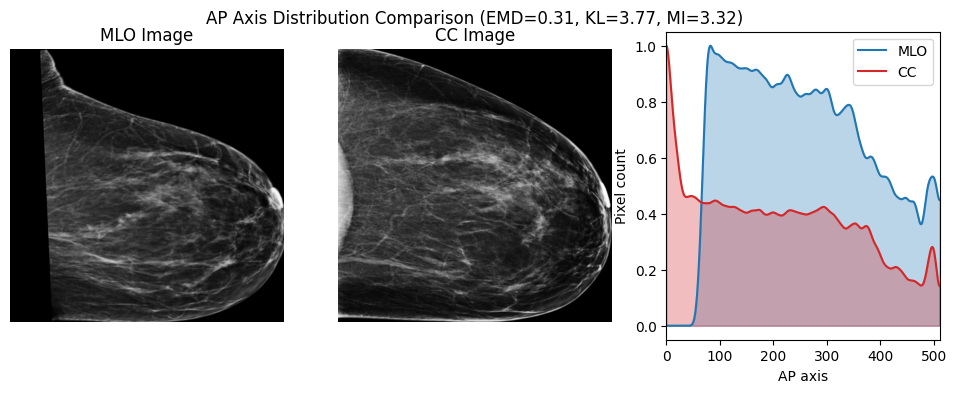 AP Axis Distribution Comparison (EMD=0.31, KL=3.77, MI=3.32)
MLO Image
CC Image
MLO
CC
Pixel count
1.0
0.8
0.6
0.4
0.2
0.0
0 100 200 300 400 500
AP axis